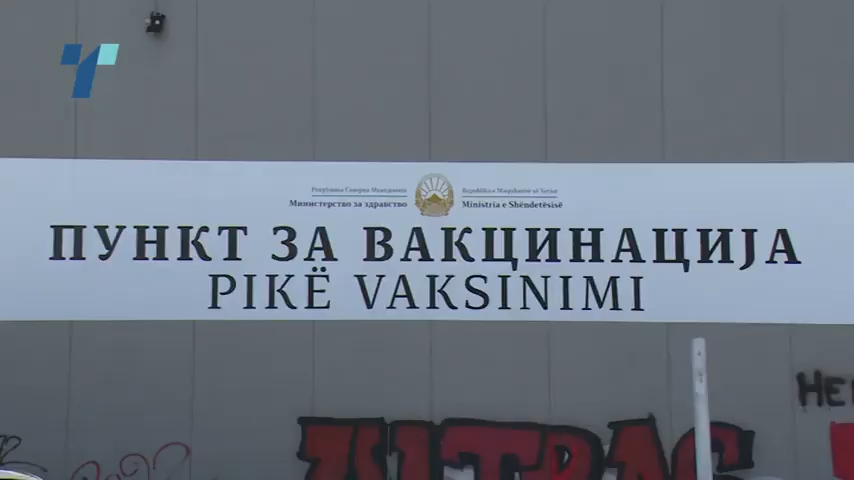 Република Северна Македонија
Republika e Maqedonisë së Veriut
Министерство за здравство
Ministria e Shëndetësisë
ПУНКТ ЗА ВАКЦИНАЦИЈА
PIKË VAKSINIMI